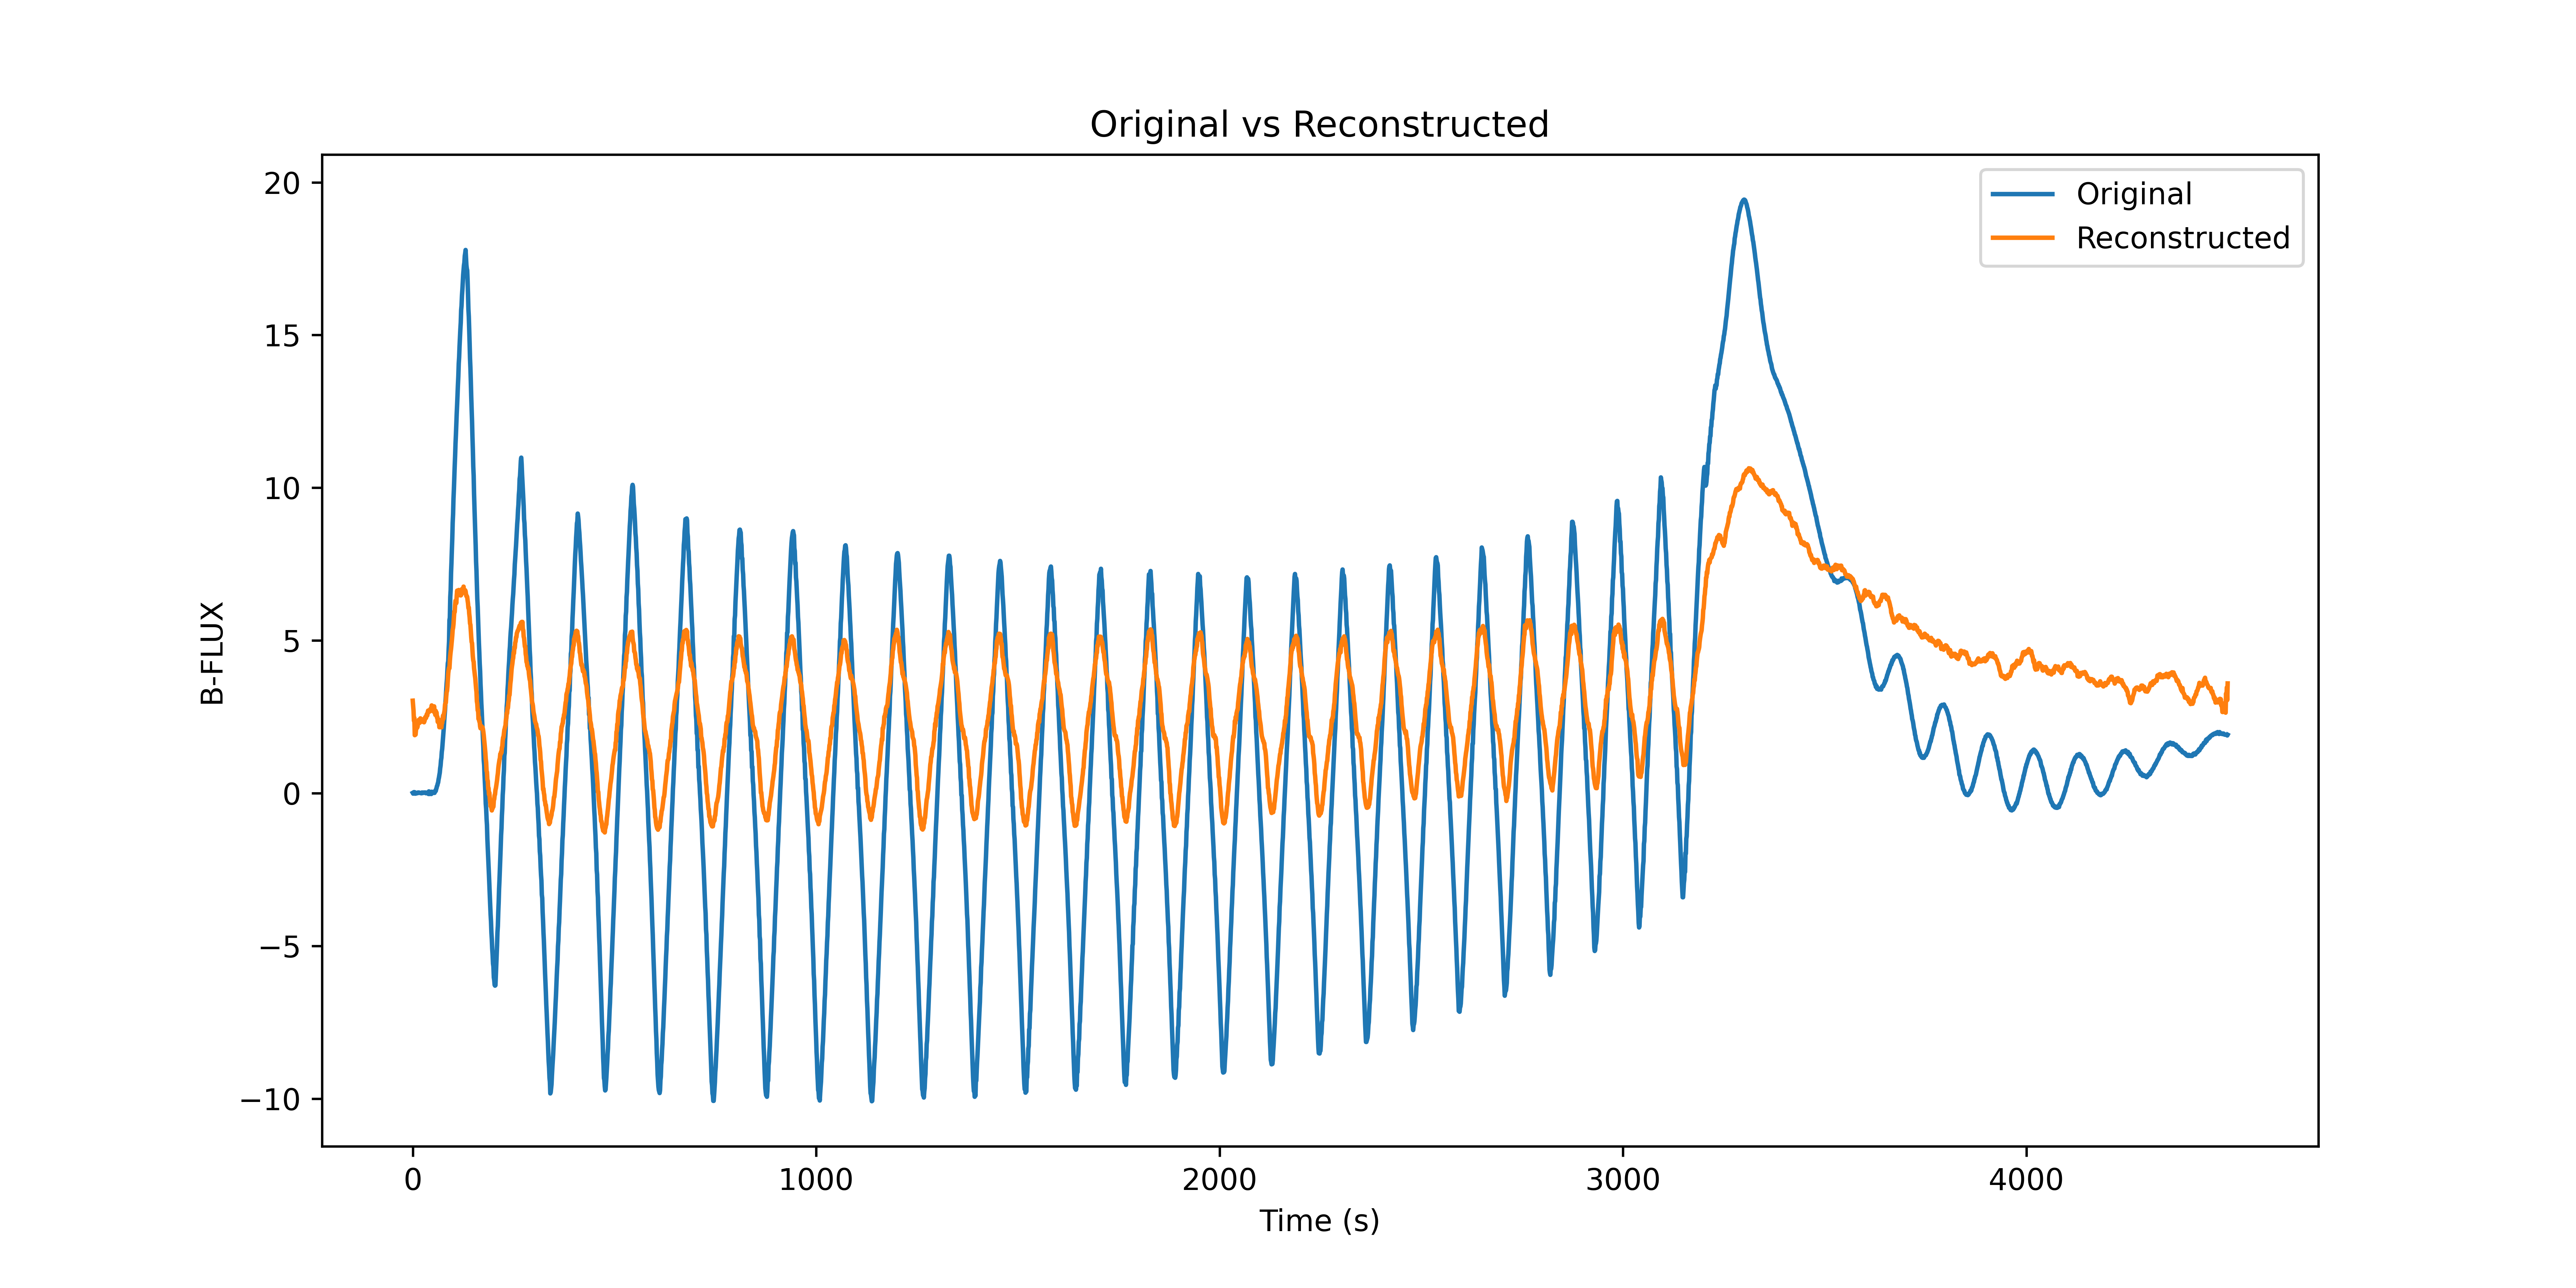 Original vs Reconstructed
Original
Reconstructed
B-FLUX
20
15
10
5
0
−5
−10
0 1000 2000 3000 4000
Time (s)